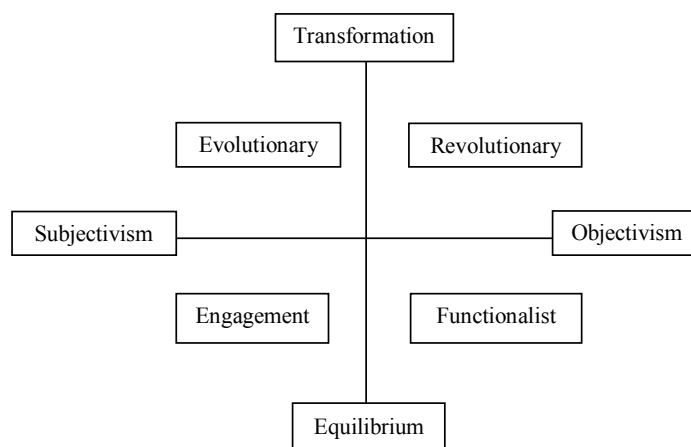 Transformation
Evolutionary
Revolutionary
Subjectivism
Objectivism
Engagement
Functionalist
Equilibrium